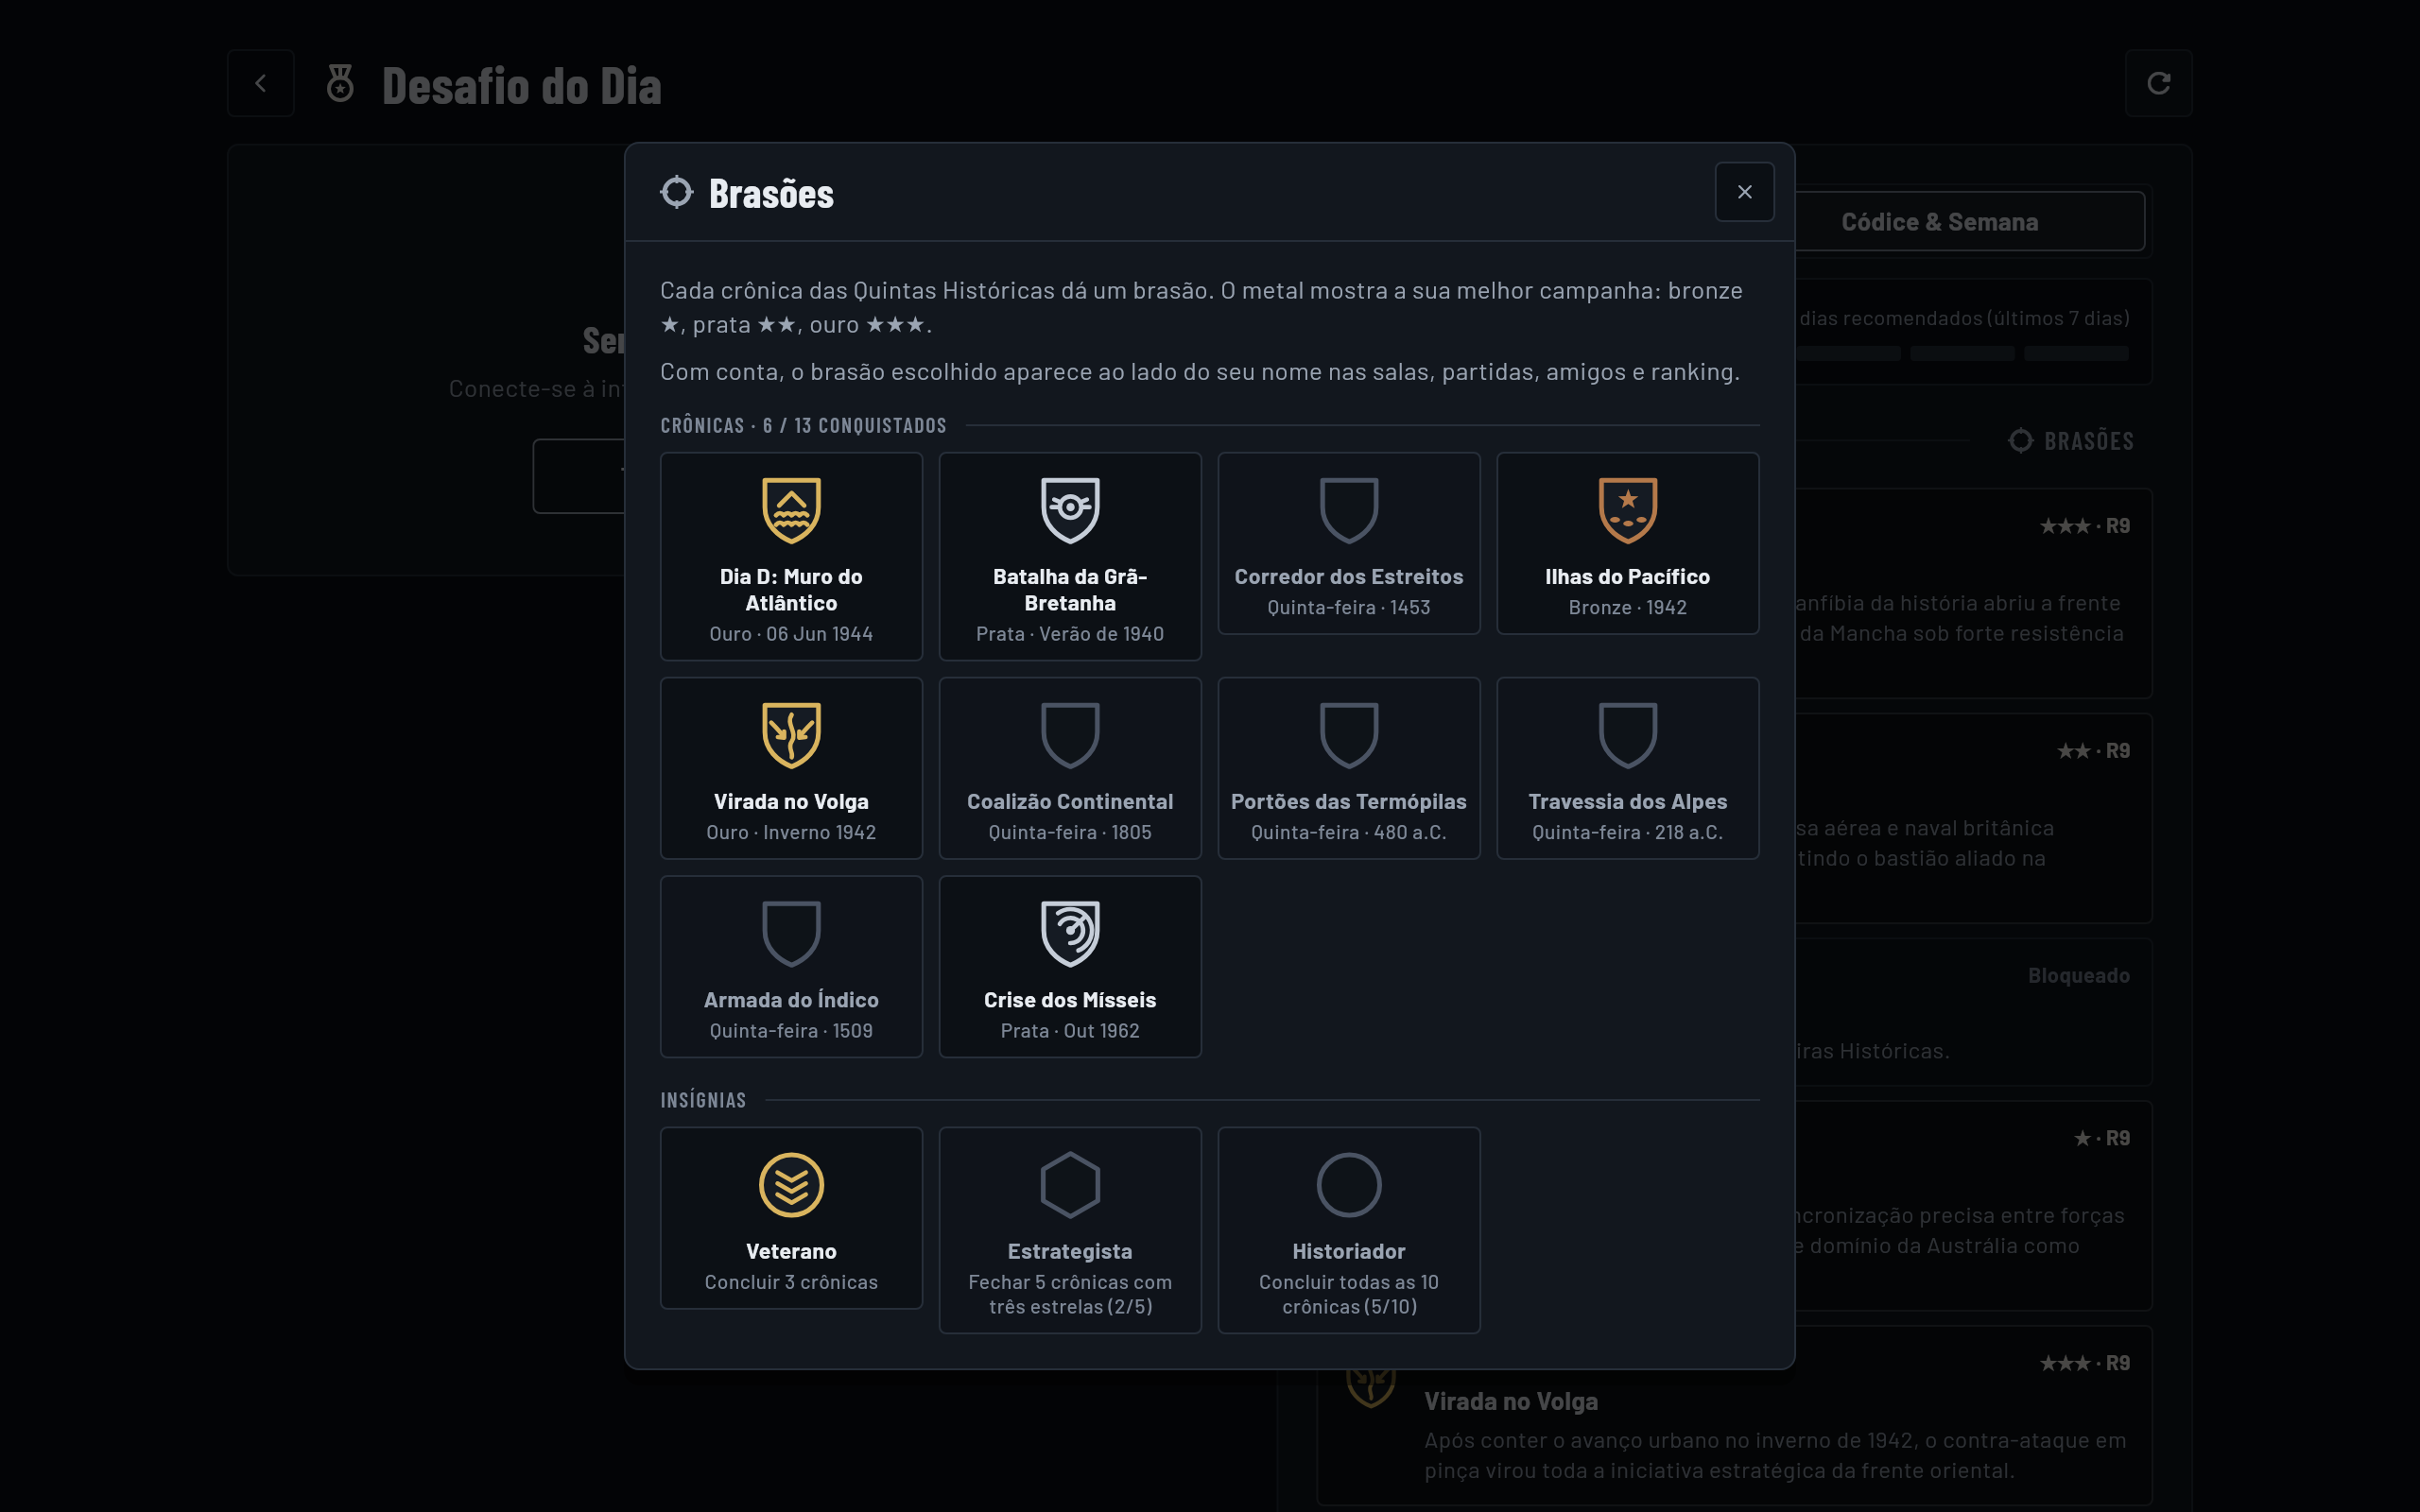 Desafio do Dia
Brasões
Códice & Semana
Cada crônica das Quintas Históricas dá um brasão. O metal mostra a sua melhor campanha: bronze
★, prata ★★, ouro ★★★.
Com conta, o brasão escolhido aparece ao lado do seu nome nas salas, partidas, amigos e ranking.
dias recomendados (últimos 7 dias)
Conecte-se à
CRÔNICAS · 6 / 13 CONQUISTADOS
BRASÕES
Dia D: Muro do
Atlântico
Ouro · 06 Jun 1944
Batalha da Grã-
Bretanha
Prata · Verão de 1940
Corredor dos Estreitos
Quinta-feira · 1453
Ilhas do Pacífico
Bronze · 1942
★★★ · R9
anfíbia da história abriu a frente
da Mancha sob forte resistência
Virada no Volga
Ouro · Inverno 1942
Coalizão Continental
Quinta-feira · 1805
Portões das Termópilas
Quinta-feira · 480 a.C.
Travessia dos Alpes
Quinta-feira · 218 a.C.
★★ · R9
aérea e naval britânica
o bastião aliado na
Armada do Índico
Quinta-feira · 1509
Crise dos Mísseis
Prata · Out 1962
Bloqueado
Históricas.
INSÍGNIAS
Veterano
Concluir 3 crônicas
Estrategista
Fechar 5 crônicas com
três estrelas (2/5)
Historiador
Concluir todas as 10
crônicas (5/10)
★ · R9
precisa entre forças
domínio da Austrália como
★★★ · R9
Virada no Volga
Após conter o avanço urbano no inverno de 1942, o contra-ataque em
pinça virou toda a iniciativa estratégica da frente oriental.